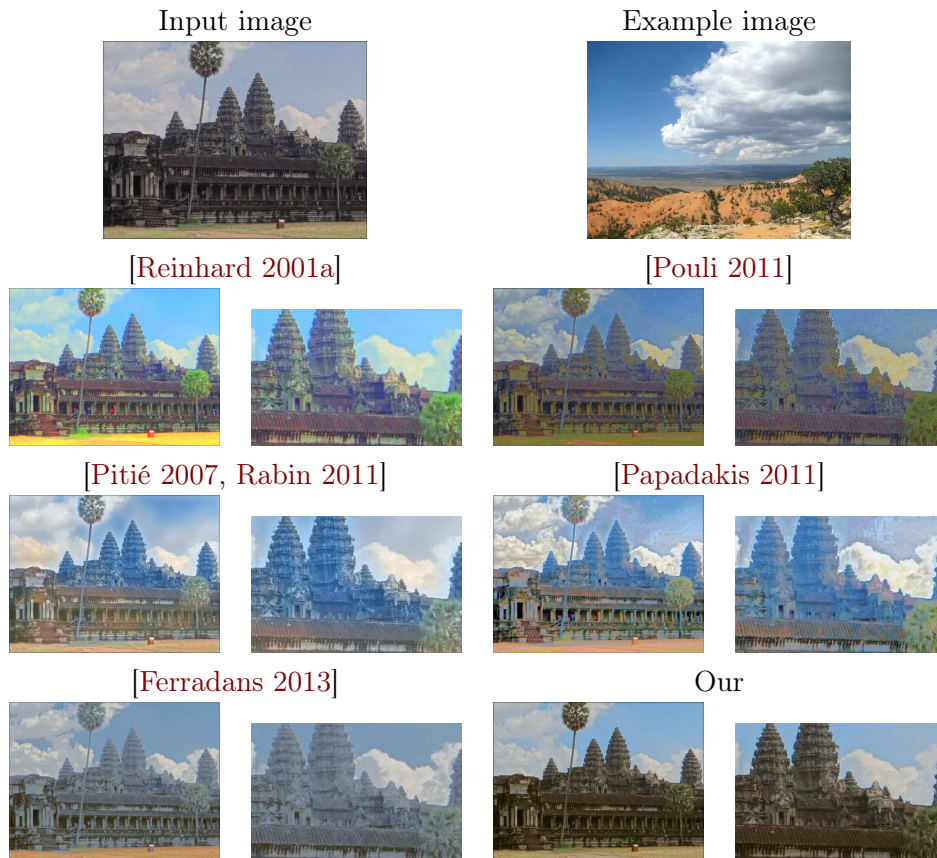 Input image
Example image
[Reinhard 2001a]
[Pouli 2011]
[Pitié 2007, Rabin 2011]
[Papadakis 2011]
[Ferradans 2013]
Our